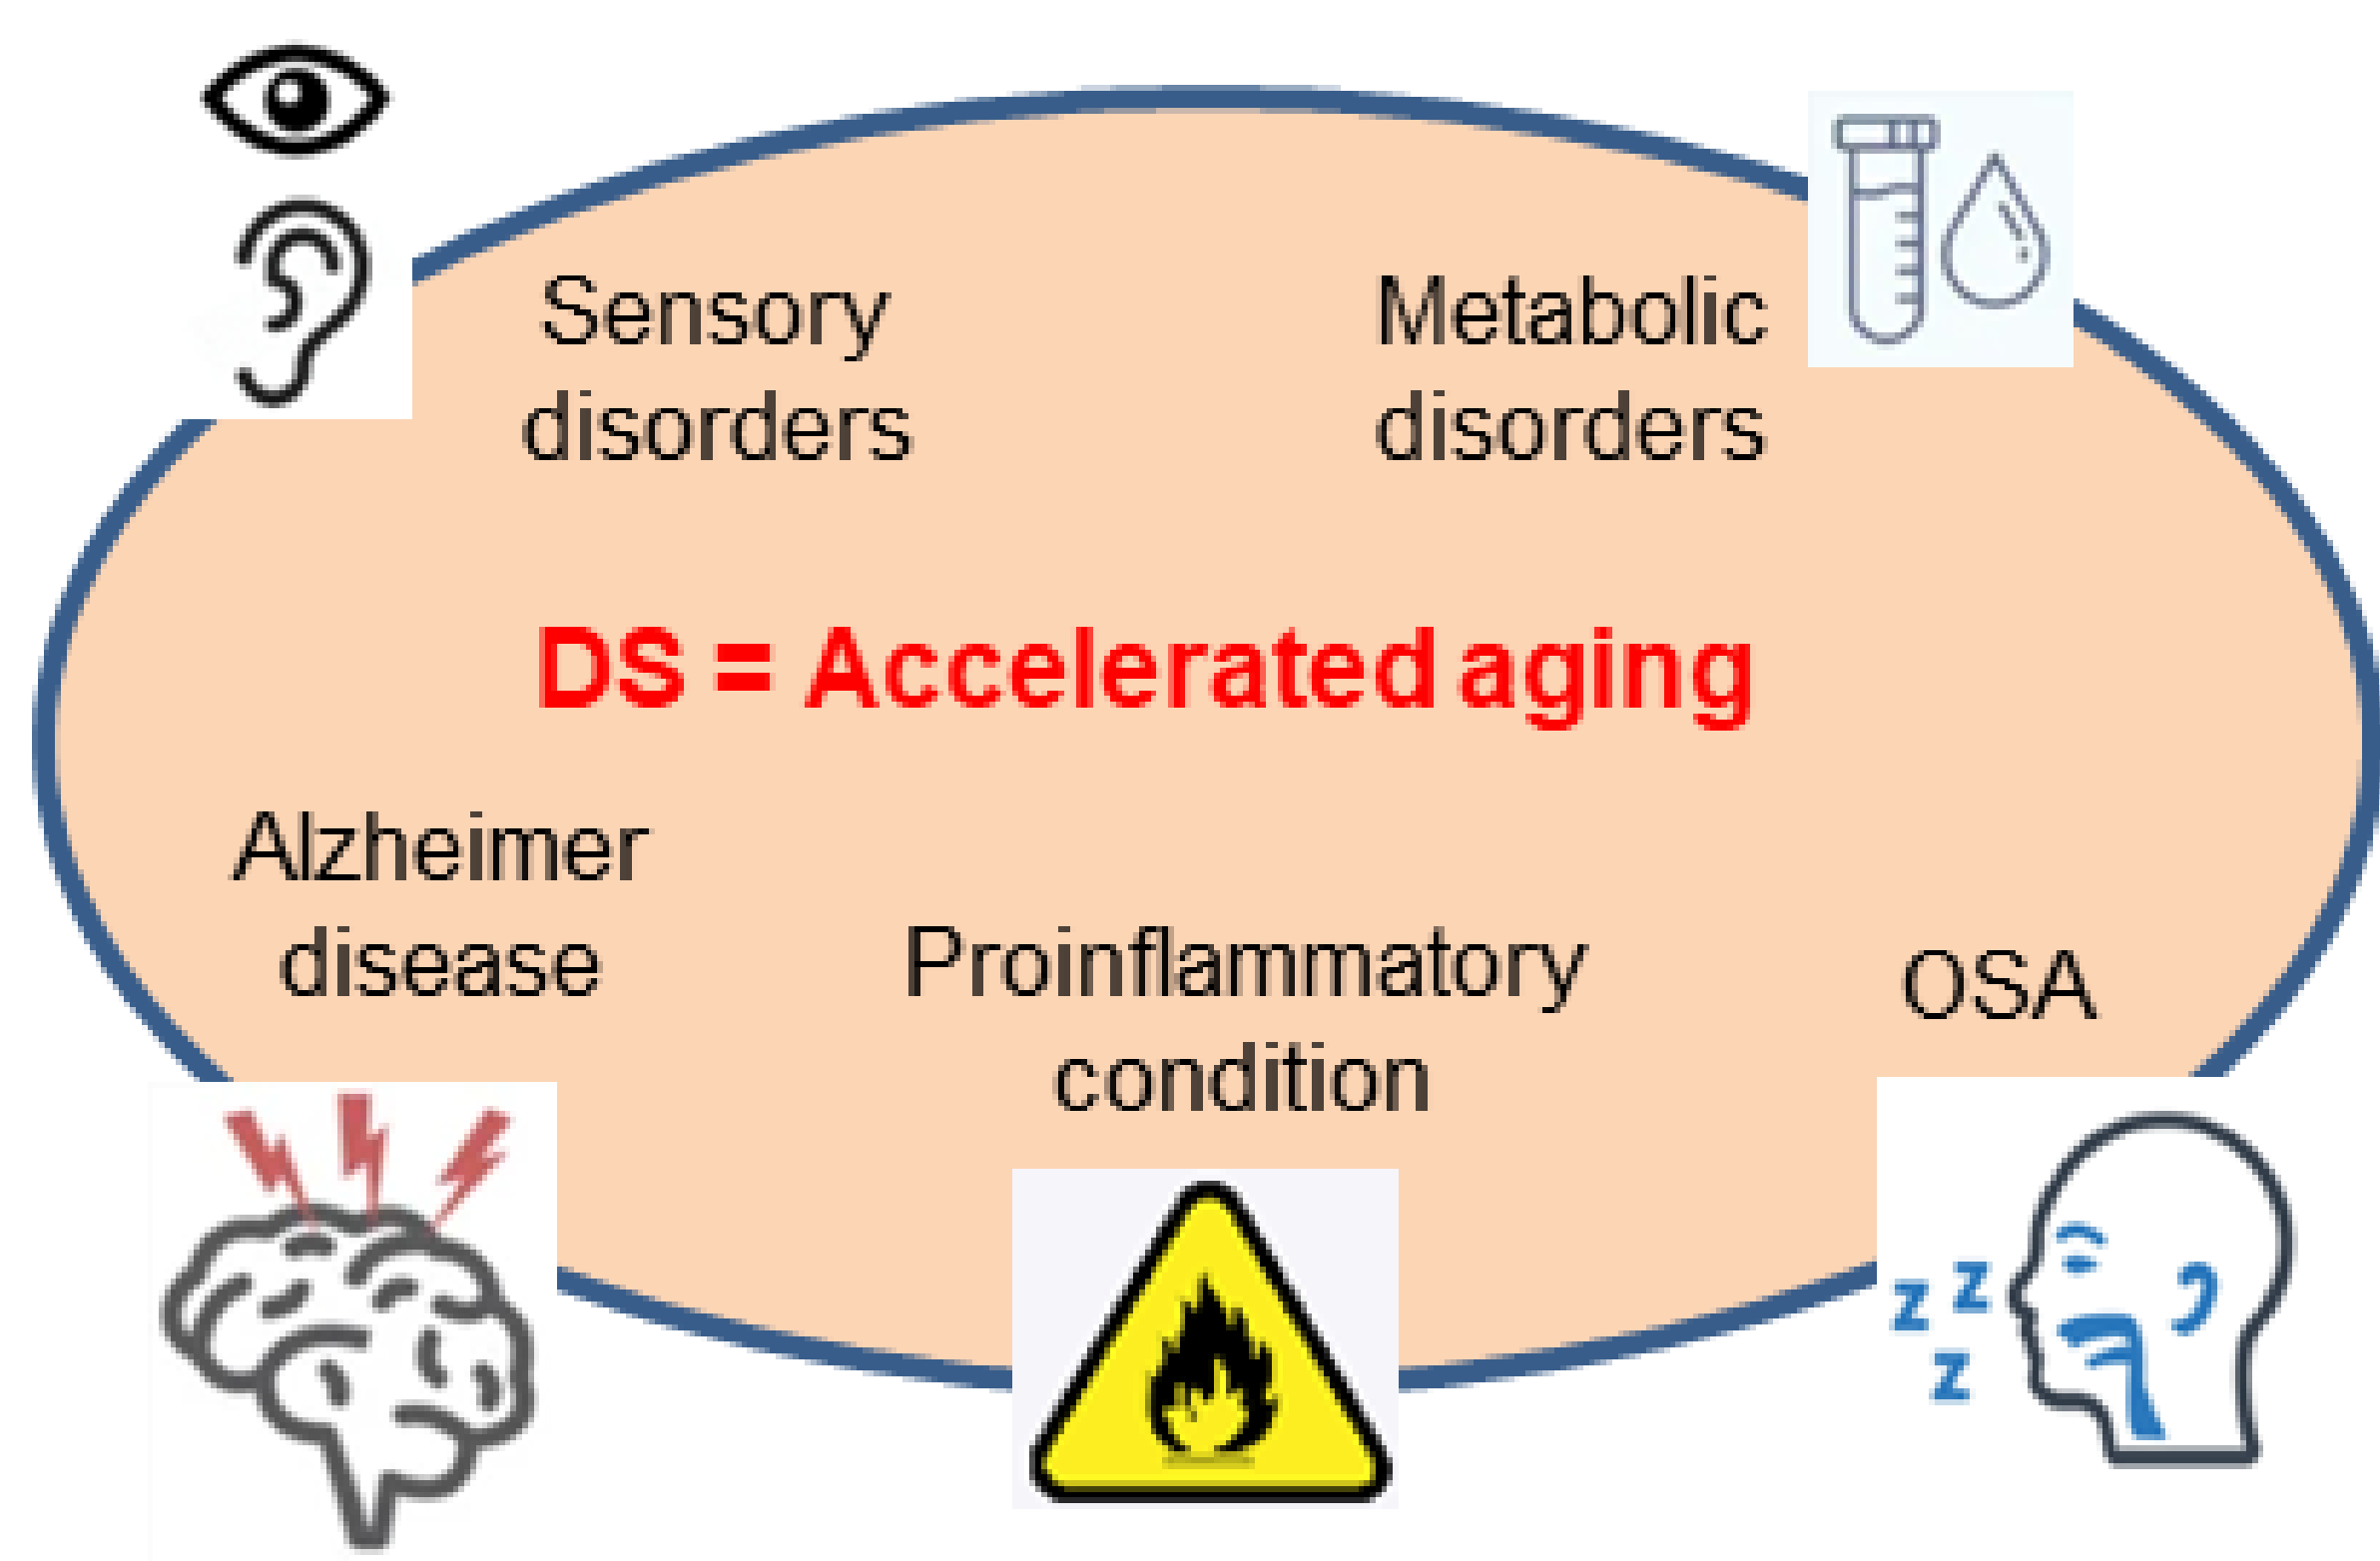 Sensory
disorders
Metabolic
disorders
DS = Accelerated aging
Alzheimer
disease
Proinflammatory
condition
OSA
z z
z